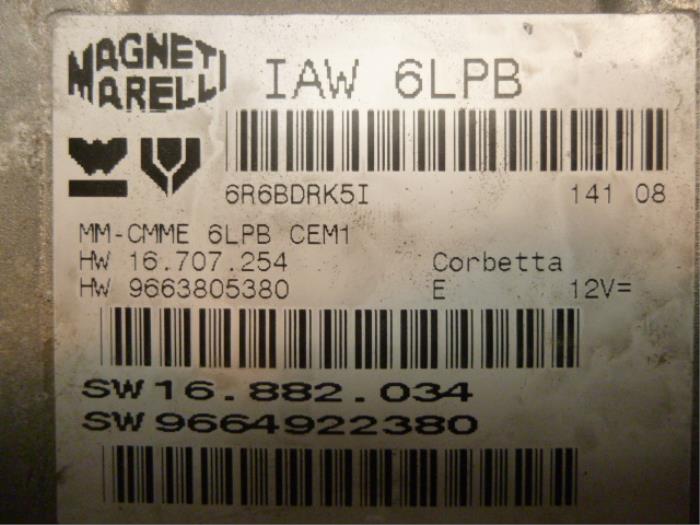 MAGNETI
MARELLI
IAW 6LPB
6R6BDRK5I 141 08
MM-CMME 6LPB CEM1
HW 16.707.254 Corbetta
HW 9663805380 E 12V=
SW 16.882.034
SW 9664922380